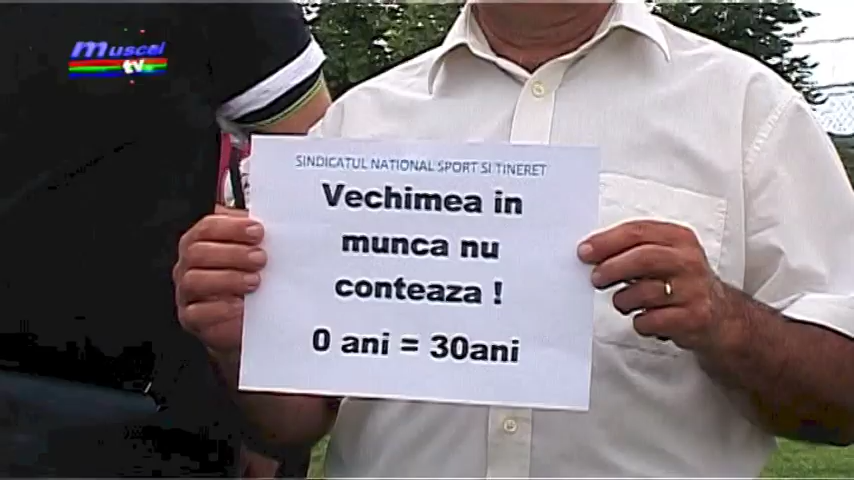 Muscel
tv
SINDICATUL NATIONAL SPORT SI TINERET
Vechimea in
munca nu
conteaza !
0 ani = 30ani